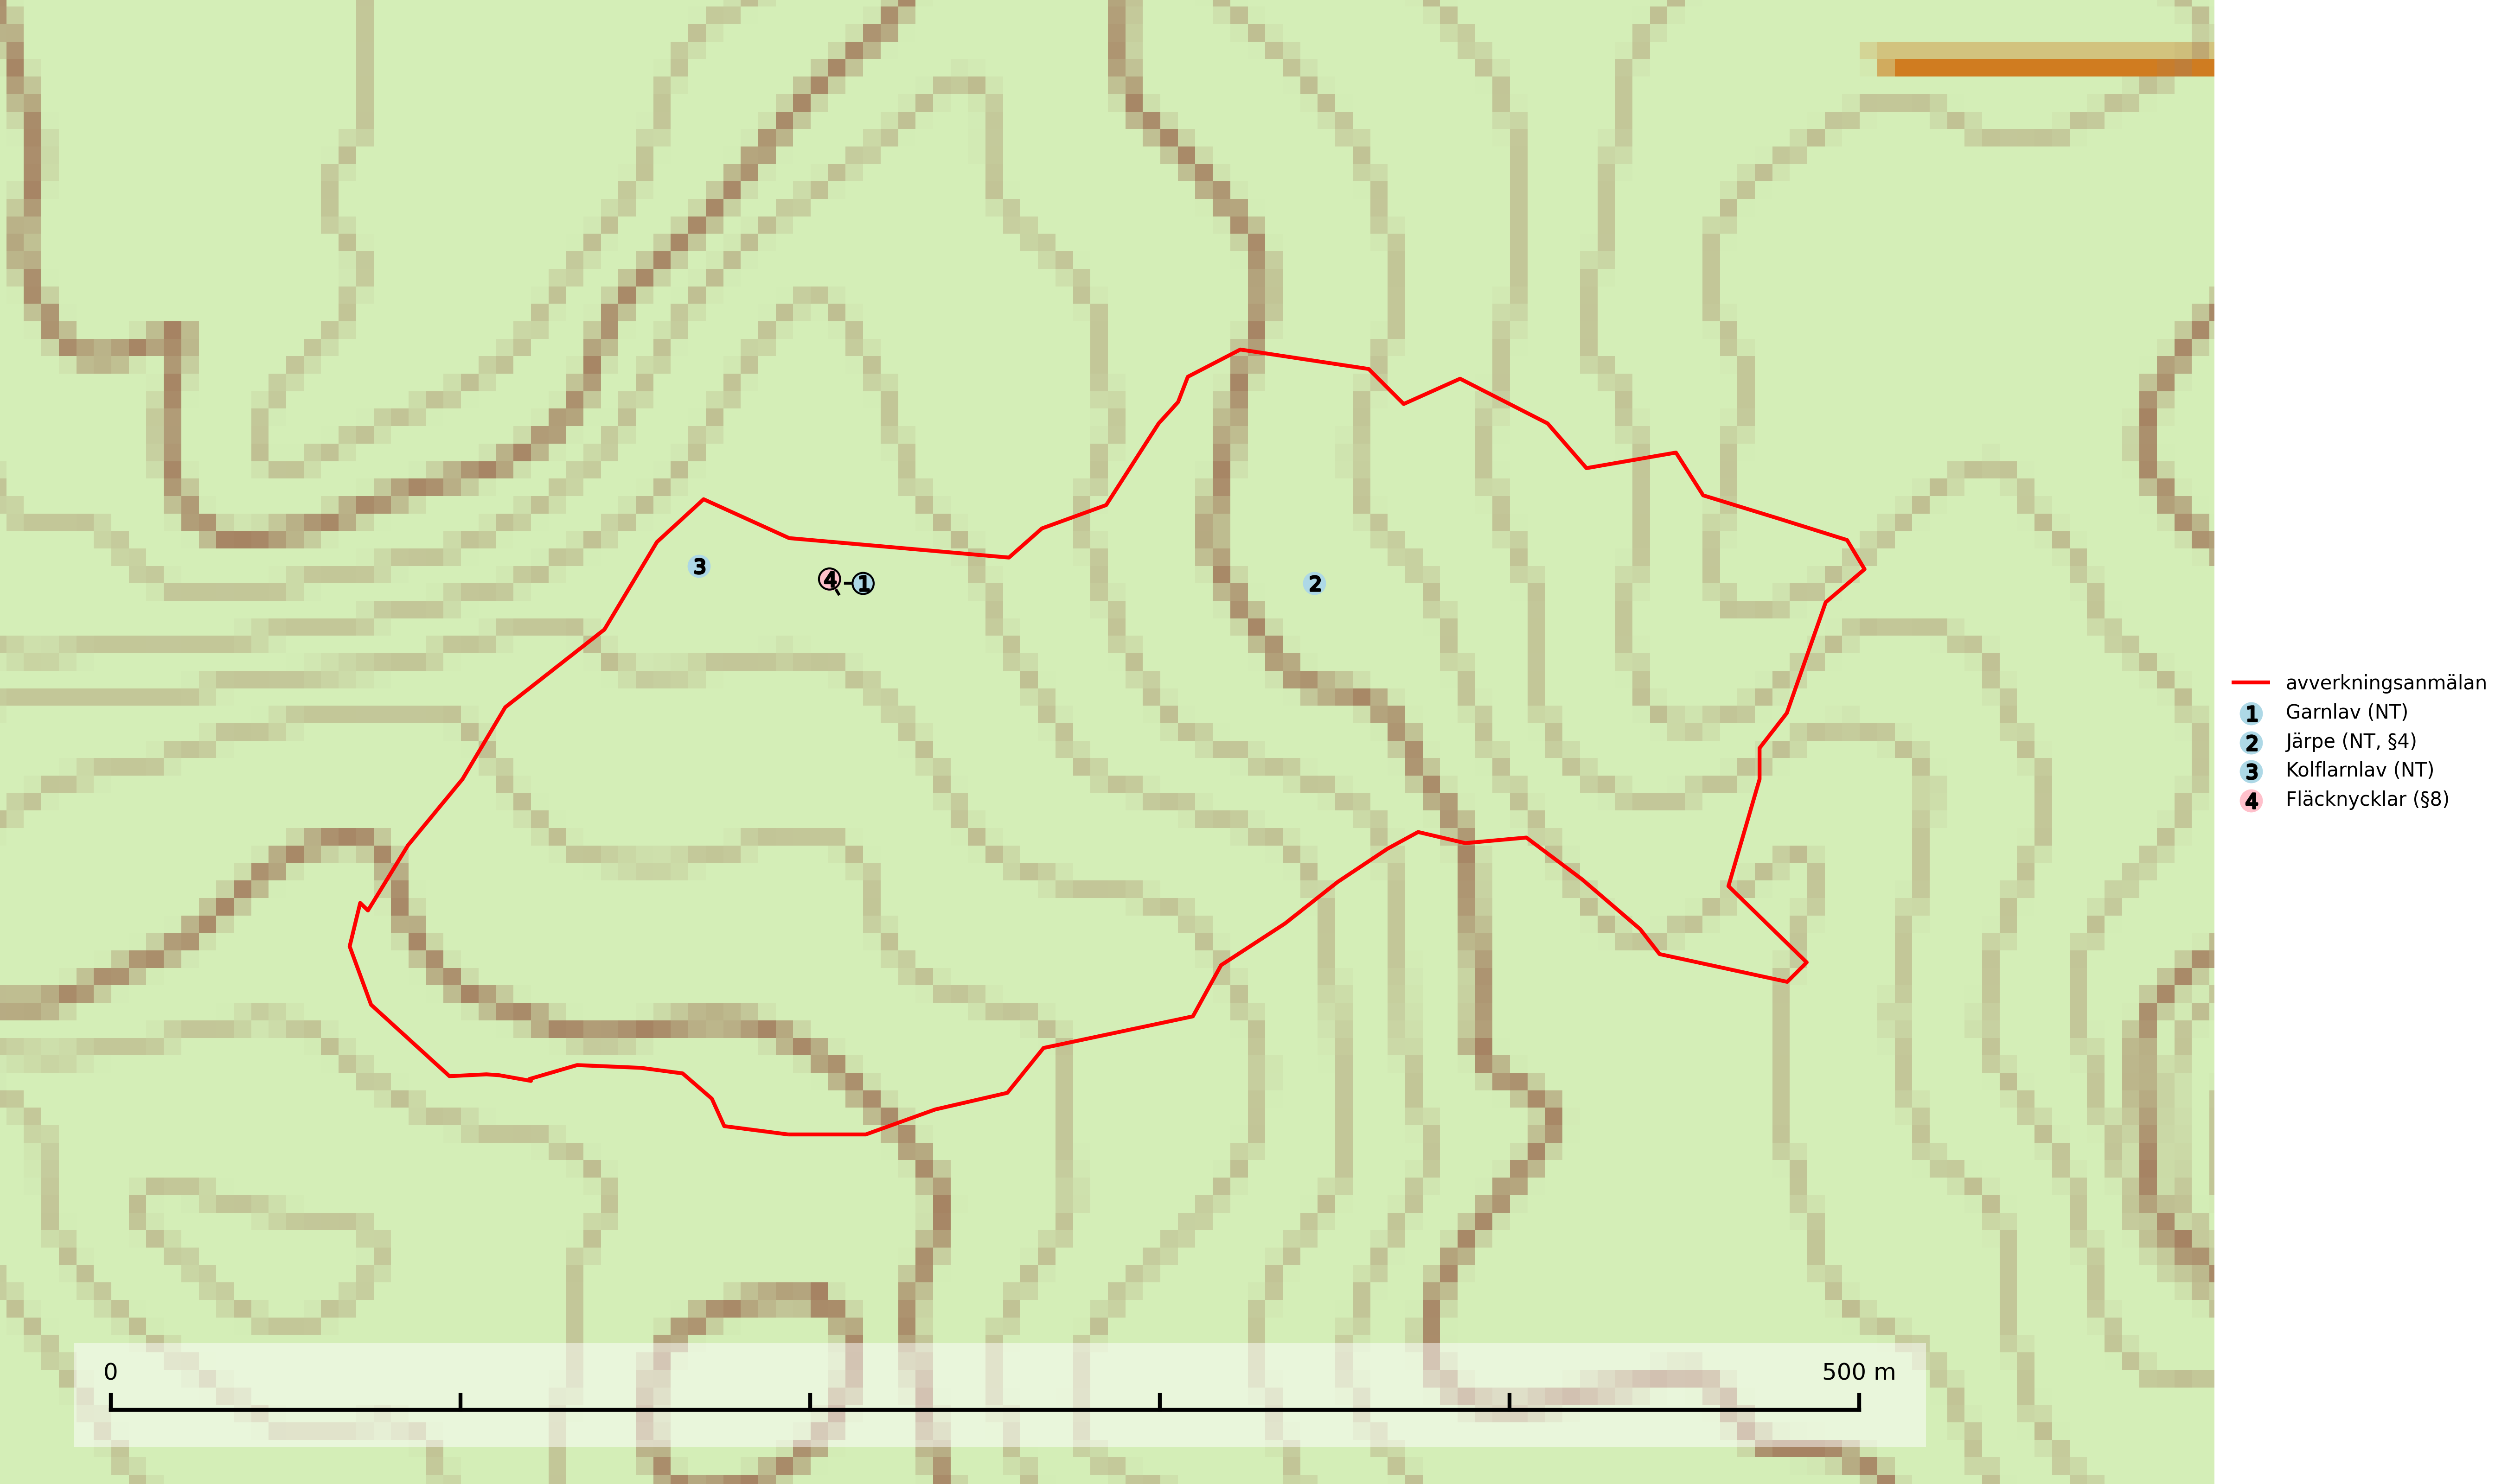 3
4
1
2
avverkningsanmälan
1 Garnlav (NT)
2 Järpe (NT, §4)
3 Kolflarnlav (NT)
4 Fläcknycklar (§8)
0
500 m